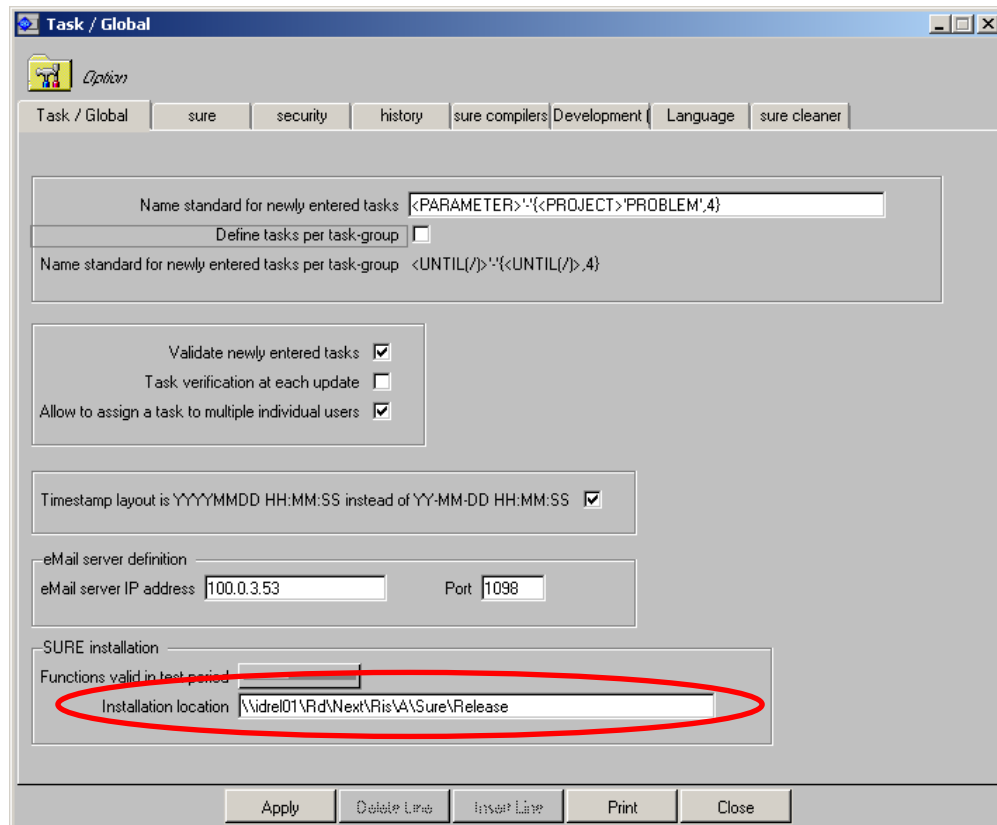 Task / Global
Option
Task / Global sure security history sure compilers Development ( Language sure cleaner
Name standard for newly entered tasks <PARAMETER>'-'{<PROJECT>'PROBLEM',4}
Define tasks per task-group
Name standard for newly entered tasks per task-group <UNTIL(/)>'-'{<UNTIL(/)>,4}
Validate newly entered tasks
Task verification at each update
Allow to assign a task to multiple individual users
Timestamp layout is YYYYMMDD HH:MM:SS instead of YY-MM-DD HH:MM:SS
eMail server definition
eMail server IP address 100.0.3.53 Port 1098
SURE installation
Functions valid in test period
Installation location \\idrel01\Rd\Next\Ris\A\Sure\Release
Apply Delete Line Insert Line Print Close